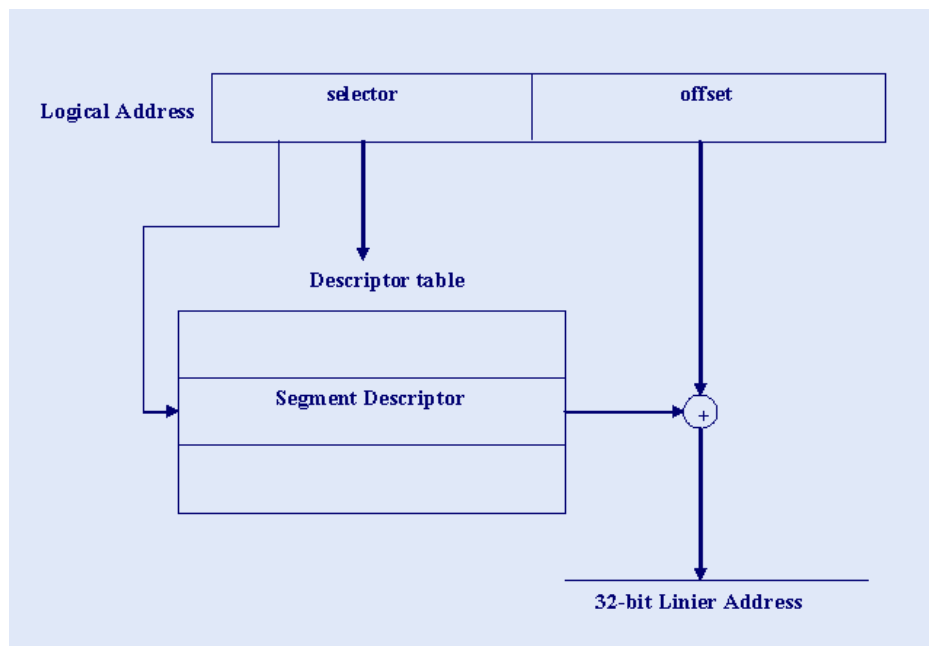 selector
offset
Logical Address
Descriptor table
Segment Descriptor
+
32-bit Linier Address